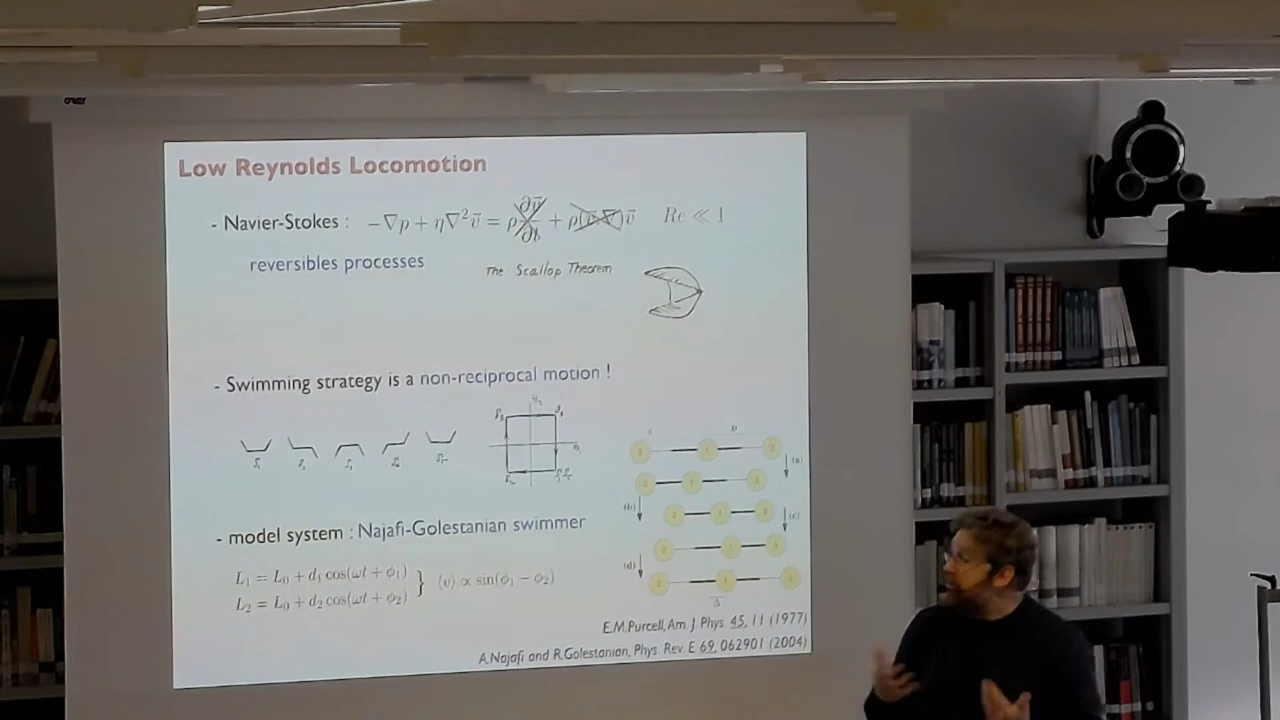 Low Reynolds Locomotion
- Navier-Stokes : −∇p + η∇²v⃗ = ρ ∂v⃗/∂t + ρ(v⃗·∇)v⃗ Re ≪ 1
reversibles processes
The Scallop Theorem
- Swimming strategy is a non-reciprocal motion !
- model system : Najafi-Golestanian swimmer
L₁ = L₀ + d₁ cos(ωt + φ₁)
L₂ = L₀ + d₂ cos(ωt + φ₂)
} ⟨v⟩ ∝ sin(φ₁ − φ₂)
(a)
(b)
(c)
(d)
E.M.Purcell, Am. J. Phys. 45, 11 (1977)
A.Najafi and R.Golestanian, Phys. Rev. E 69, 062901 (2004)